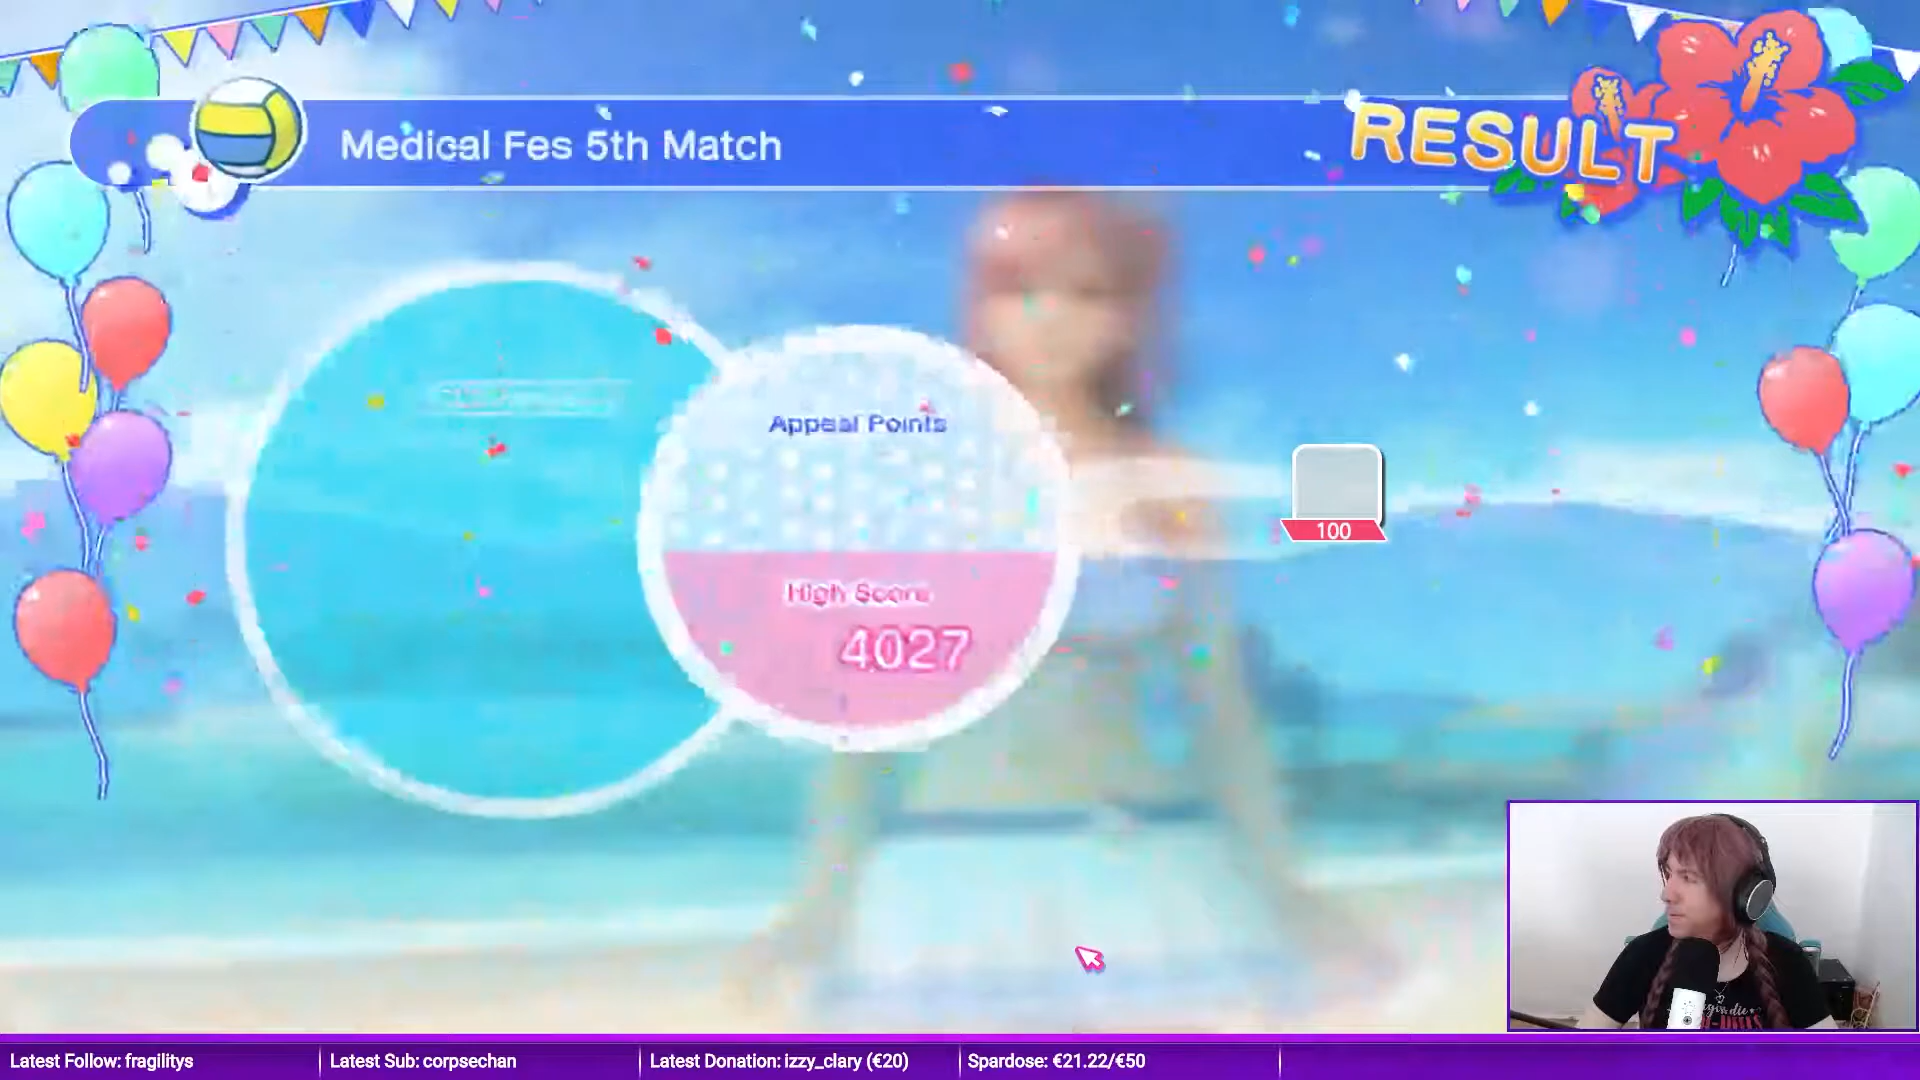 Medical Fes 5th Match
RESULT
Appeal Points
High Score
4027
100
Latest Follow: fragilitys
Latest Sub: corpsechan
Latest Donation: izzy_clary (€20)
Spardose: €21.22/€50